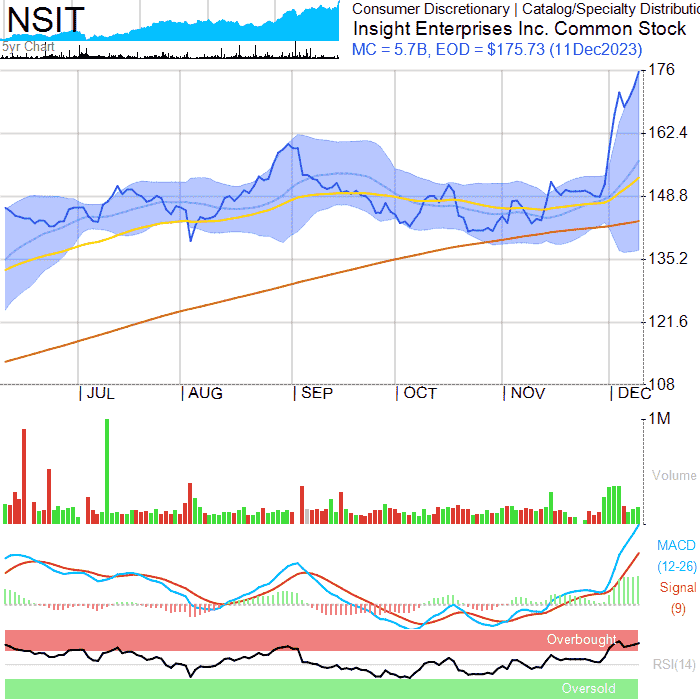 NSIT
5yr Chart
Consumer Discretionary | Catalog/Specialty Distributio
Insight Enterprises Inc. Common Stock
MC = 5.7B, EOD = $175.73 (11Dec2023)
176
162.4
148.8
135.2
121.6
108
JUL
AUG
SEP
OCT
NOV
DEC
1M
Volume
MACD
(12-26)
Signal
(9)
Overbought
RSI(14)
Oversold